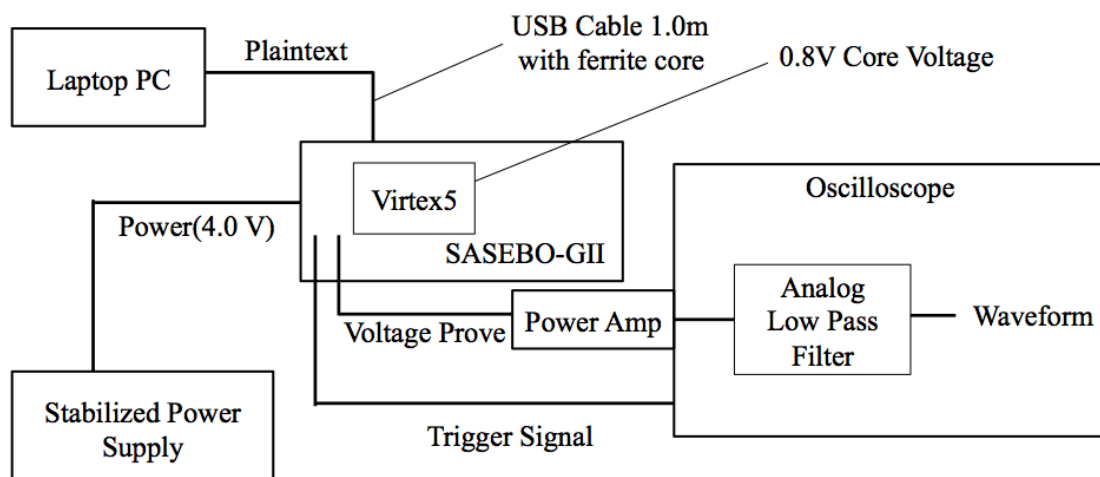 USB Cable 1.0m
with ferrite core
Plaintext
Laptop PC
0.8V Core Voltage
Virtex5
SASEBO-GII
Power(4.0 V)
Oscilloscope
Voltage Prove
Power Amp
Analog
Low Pass
Filter
Waveform
Trigger Signal
Stabilized Power
Supply